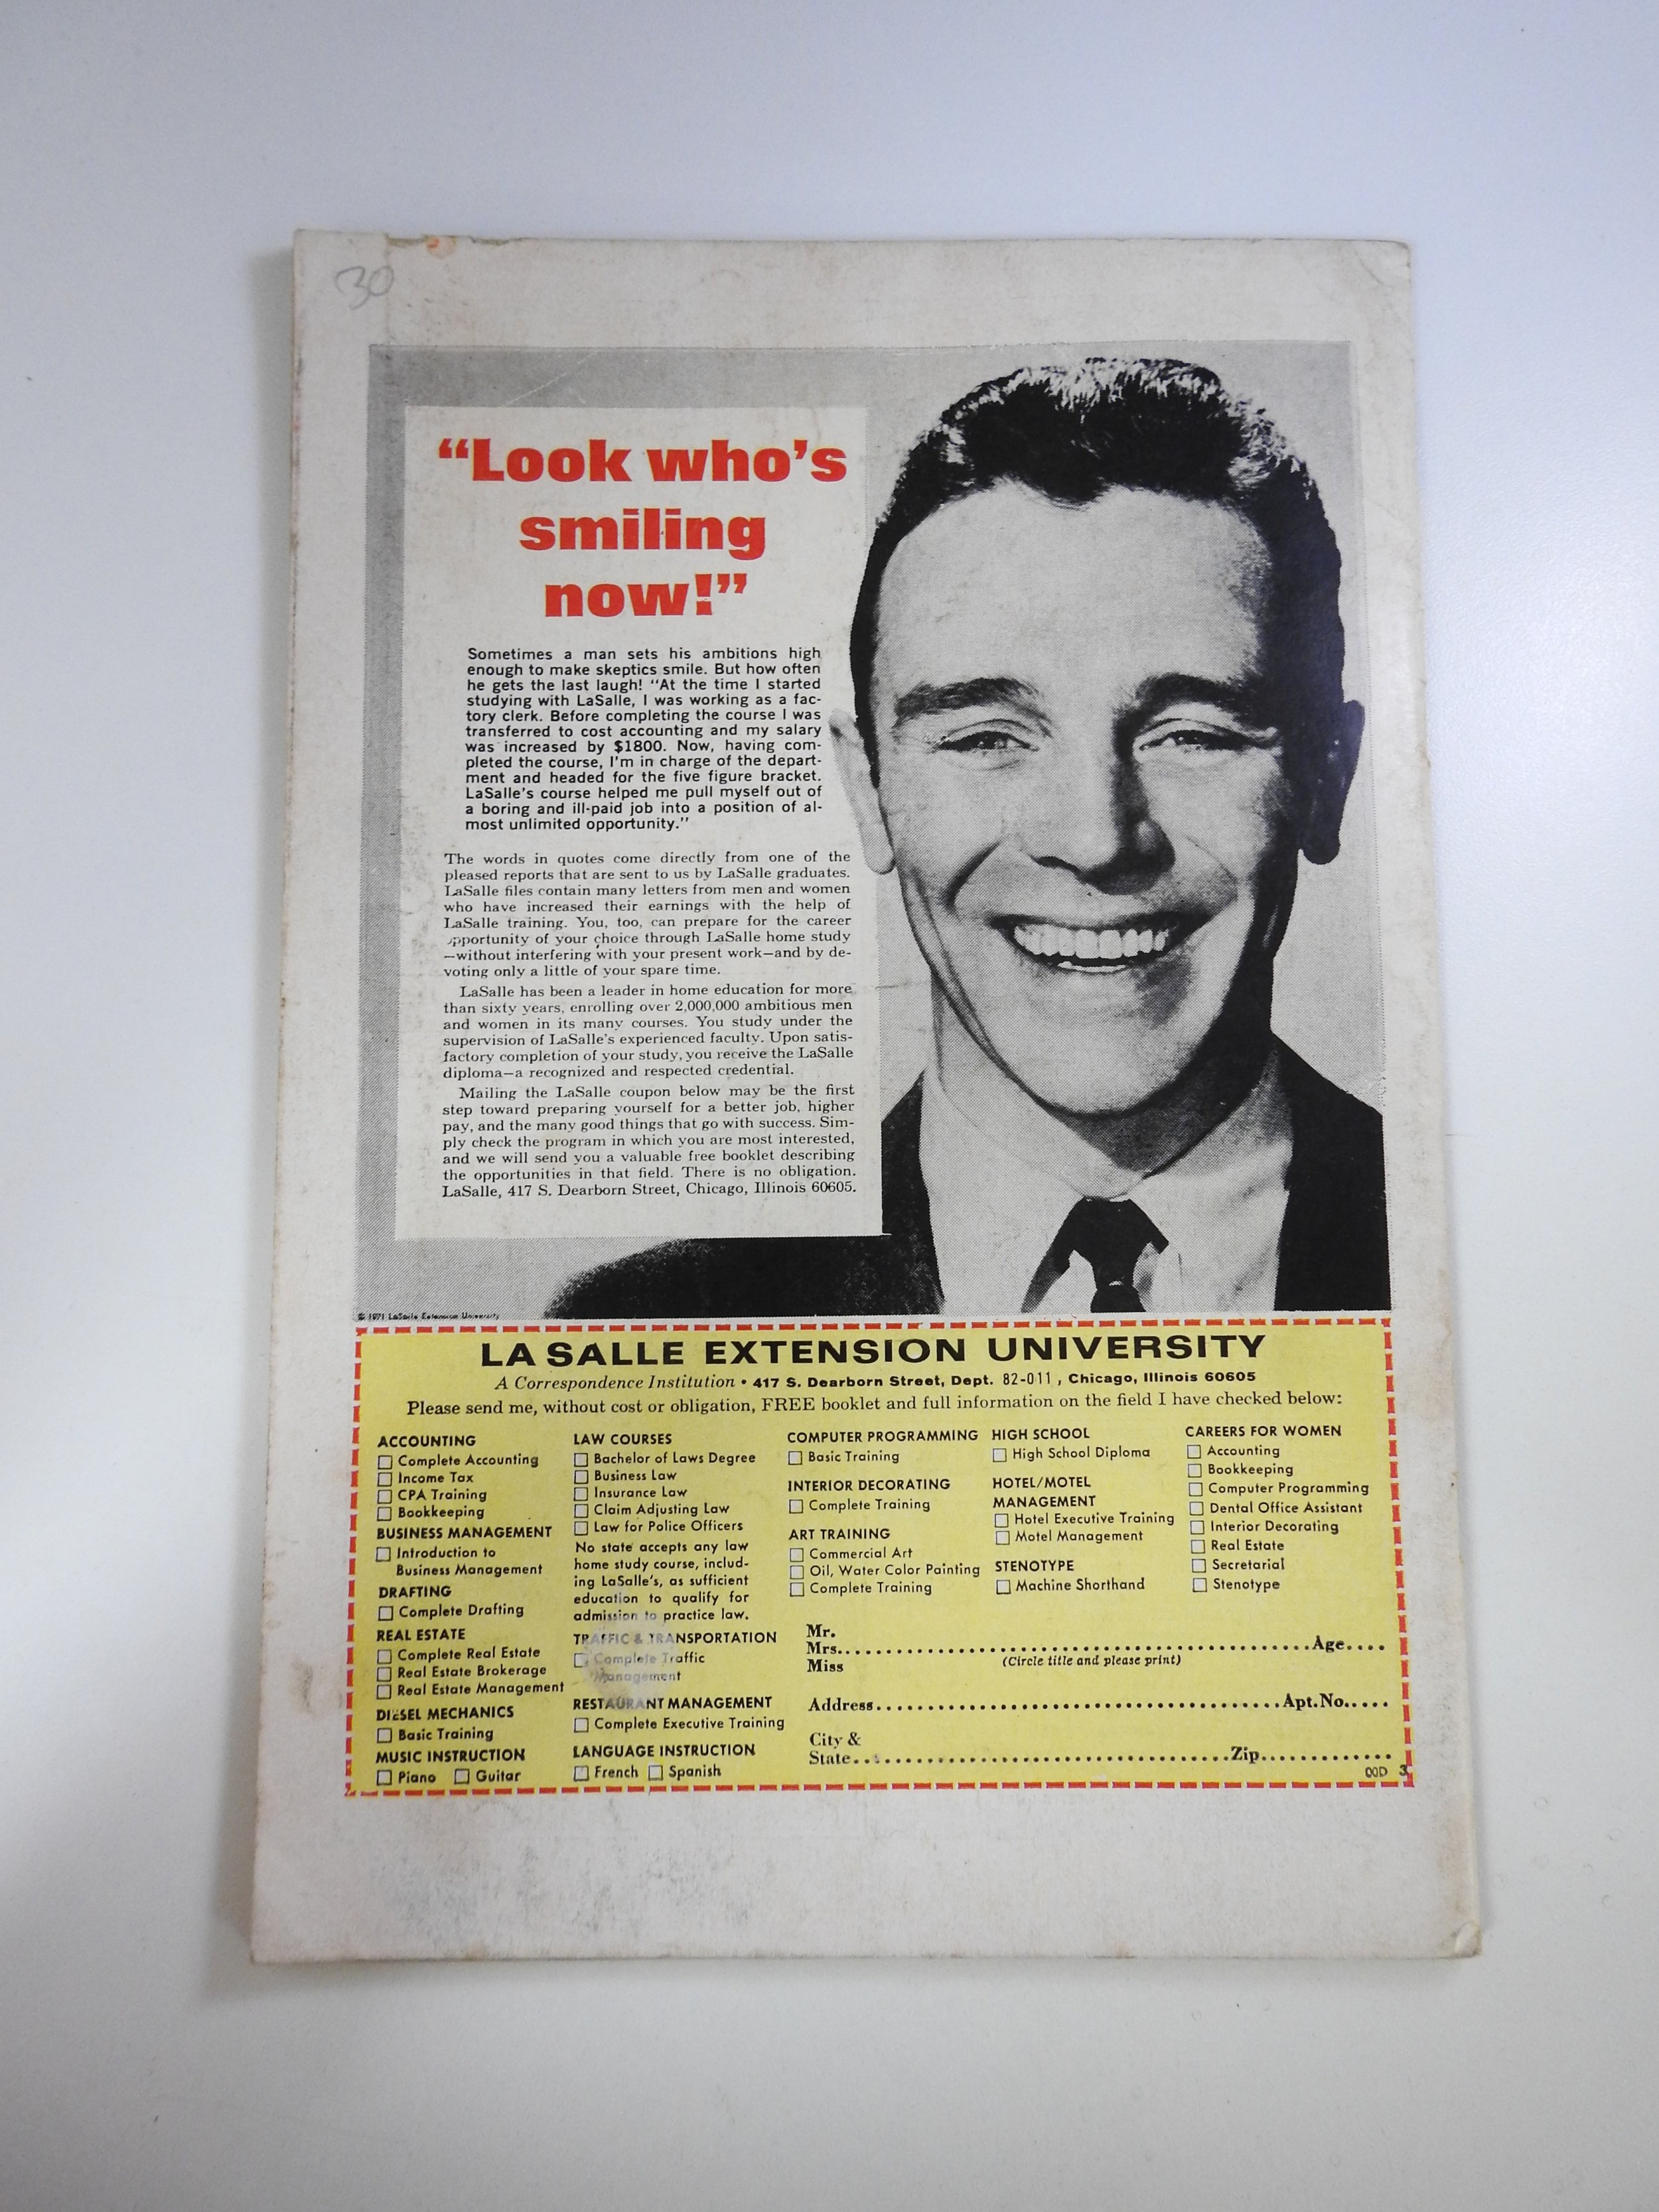 30
“Look who’s
smiling
now!”
Sometimes a man sets his ambitions high
enough to make skeptics smile. But how often
he gets the last laugh! “At the time I started
studying with LaSalle, I was working as a fac-
tory clerk. Before completing the course I was
transferred to cost accounting and my salary
was increased by $1800. Now, having com-
pleted the course, I’m in charge of the depart-
ment and headed for the five figure bracket.
LaSalle’s course helped me pull myself out of
a boring and ill-paid job into a position of al-
most unlimited opportunity.”
The words in quotes come directly from one of the
pleased reports that are sent to us by LaSalle graduates.
LaSalle files contain many letters from men and women
who have increased their earnings with the help of
LaSalle training. You, too, can prepare for the career
opportunity of your choice through LaSalle home study
—without interfering with your present work—and by de-
voting only a little of your spare time.
LaSalle has been a leader in home education for more
than sixty years, enrolling over 2,000,000 ambitious men
and women in its many courses. You study under the
supervision of LaSalle’s experienced faculty. Upon satis-
factory completion of your study, you receive the LaSalle
diploma—a recognized and respected credential.
Mailing the LaSalle coupon below may be the first
step toward preparing yourself for a better job, higher
pay, and the many good things that go with success. Sim-
ply check the program in which you are most interested,
and we will send you a valuable free booklet describing
the opportunities in that field. There is no obligation.
LaSalle, 417 S. Dearborn Street, Chicago, Illinois 60605.
© 1971 LaSalle Extension University
LA SALLE EXTENSION UNIVERSITY
A Correspondence Institution • 417 S. Dearborn Street, Dept. 82-011, Chicago, Illinois 60605
Please send me, without cost or obligation, FREE booklet and full information on the field I have checked below:
ACCOUNTING
Complete Accounting
Income Tax
CPA Training
Bookkeeping
BUSINESS MANAGEMENT
Introduction to
Business Management
DRAFTING
Complete Drafting
REAL ESTATE
Complete Real Estate
Real Estate Brokerage
Real Estate Management
DIESEL MECHANICS
Basic Training
MUSIC INSTRUCTION
Piano Guitar
LAW COURSES
Bachelor of Laws Degree
Business Law
Insurance Law
Claim Adjusting Law
Law for Police Officers
No state accepts any law
home study course, includ-
ing LaSalle’s, as sufficient
education to qualify for
admission to practice law.
TRAFFIC & TRANSPORTATION
Complete Traffic
Management
RESTAURANT MANAGEMENT
Complete Executive Training
LANGUAGE INSTRUCTION
French Spanish
COMPUTER PROGRAMMING
Basic Training
INTERIOR DECORATING
Complete Training
ART TRAINING
Commercial Art
Oil, Water Color Painting
Complete Training
HIGH SCHOOL
High School Diploma
HOTEL/MOTEL
MANAGEMENT
Hotel Executive Training
Motel Management
STENOTYPE
Machine Shorthand
CAREERS FOR WOMEN
Accounting
Bookkeeping
Computer Programming
Dental Office Assistant
Interior Decorating
Real Estate
Secretarial
Stenotype
Mr.
Mrs. Age
Miss (Circle title and please print)
Address Apt. No.
City &
State Zip
00D 3